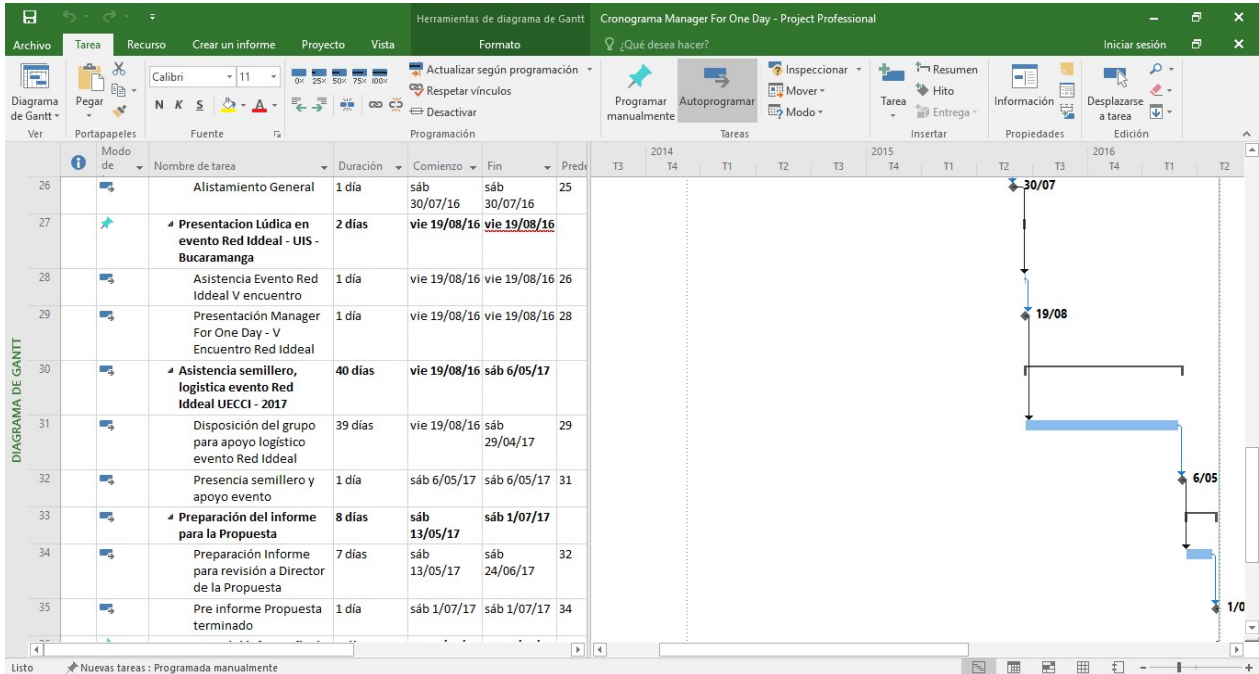 Herramientas de diagrama de Gantt
Cronograma Manager For One Day - Project Professional
Archivo Tarea Recurso Crear un informe Proyecto Vista Formato ¿Qué desea hacer? Iniciar sesión
Diagrama de Gantt
Ver
Pegar
Portapapeles
Calibri 11
N K S A
Fuente
0% 25% 50% 75% 100%
Actualizar según programación
Respetar vínculos
Desactivar
Programación
Programar manualmente
Autoprogramar
Inspeccionar
Mover
Modo
Tareas
Tarea
Resumen
Hito
Entrega
Insertar
Información
Propiedades
Desplazarse a tarea
Edición
Modo de
Nombre de tarea Duración Comienzo Fin Prede
2014 2015 2016
T3 T4 T1 T2 T3 T4 T1 T2 T3 T4 T1 T2
DIAGRAMA DE GANTT
26 Alistamiento General 1 día sáb 30/07/16 sáb 30/07/16 25
30/07
27 Presentacion Lúdica en evento Red Iddeal - UIS - Bucaramanga 2 días vie 19/08/16 vie 19/08/16
28 Asistencia Evento Red Iddeal V encuentro 1 día vie 19/08/16 vie 19/08/16 26
29 Presentación Manager For One Day - V Encuentro Red Iddeal 1 día vie 19/08/16 vie 19/08/16 28
19/08
30 Asistencia semillero, logistica evento Red Iddeal UECCI - 2017 40 días vie 19/08/16 sáb 6/05/17
31 Disposición del grupo para apoyo logístico evento Red Iddeal 39 días vie 19/08/16 sáb 29/04/17 29
32 Presencia semillero y apoyo evento 1 día sáb 6/05/17 sáb 6/05/17 31
6/05
33 Preparación del informe para la Propuesta 8 días sáb 13/05/17 sáb 1/07/17
34 Preparación Informe para revisión a Director de la Propuesta 7 días sáb 13/05/17 sáb 24/06/17 32
35 Pre informe Propuesta terminado 1 día sáb 1/07/17 sáb 1/07/17 34
1/0
Listo Nuevas tareas : Programada manualmente